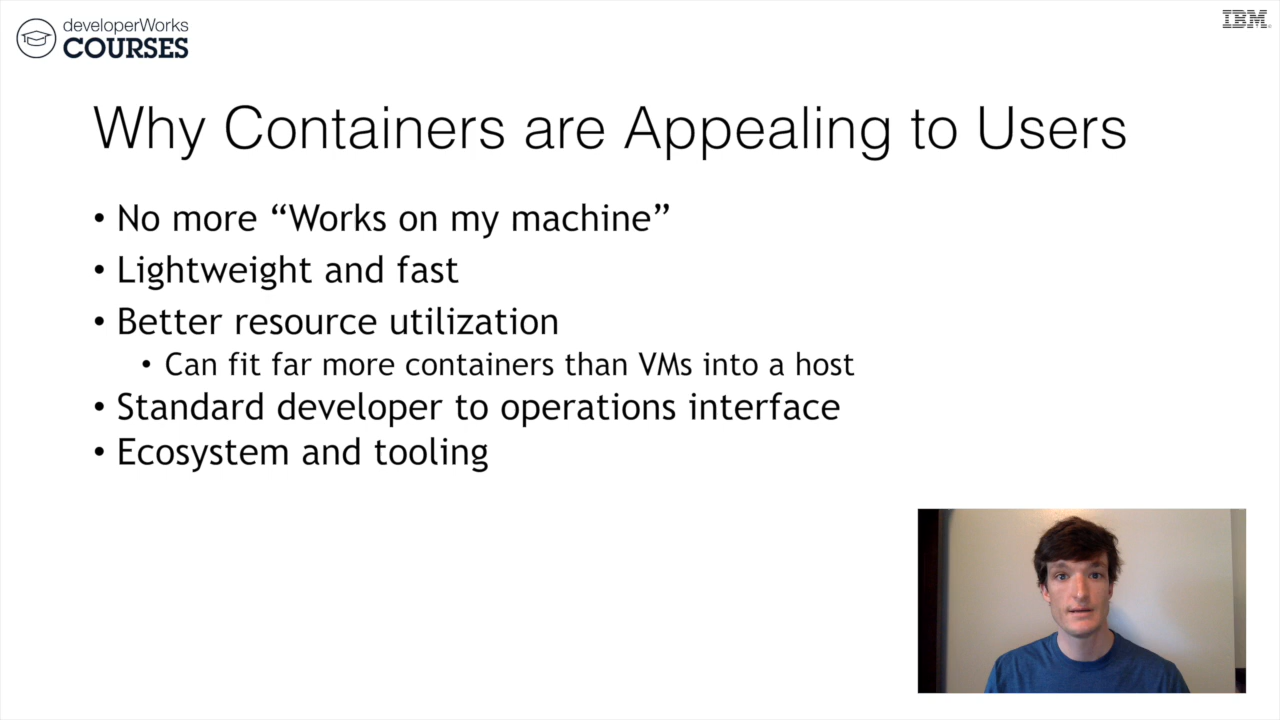 developerWorks
COURSES
IBM
Why Containers are Appealing to Users
• No more “Works on my machine”
• Lightweight and fast
• Better resource utilization
• Can fit far more containers than VMs into a host
• Standard developer to operations interface
• Ecosystem and tooling